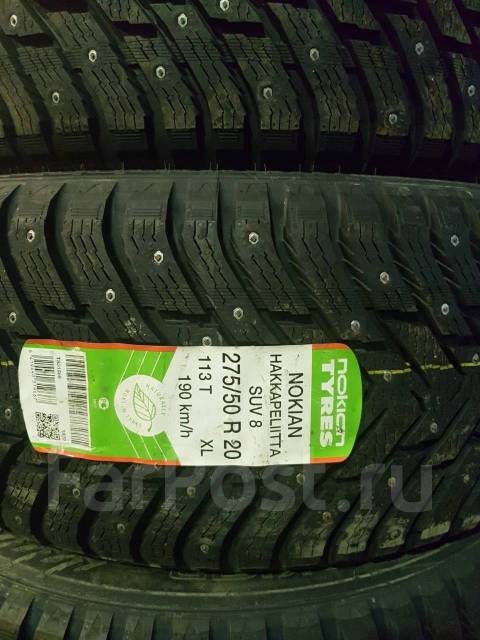 nokian
TYRES
NOKIAN
HAKKAPELIITTA
SUV 8
275/50 R 20
113 T XL
190 km/h
FarPost.ru